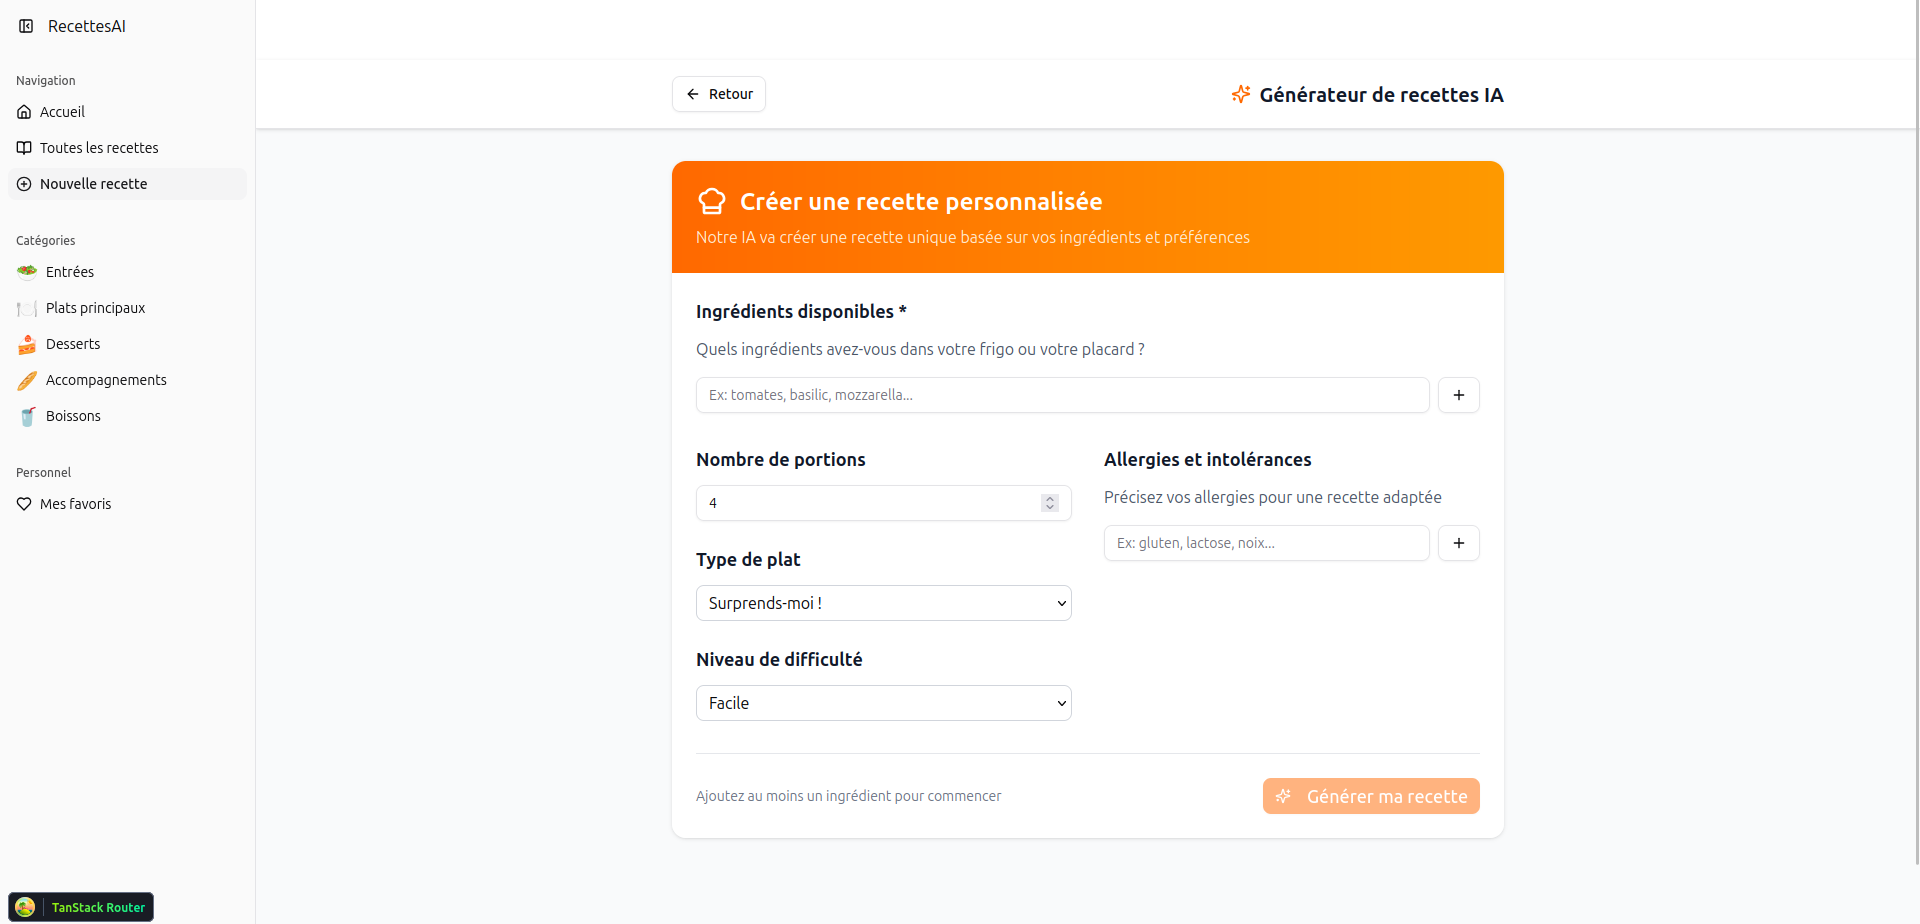 RecettesAI
Navigation
Accueil
Toutes les recettes
Nouvelle recette
Catégories
Entrées
Plats principaux
Desserts
Accompagnements
Boissons
Personnel
Mes favoris
TanStack Router
Retour
Générateur de recettes IA
Créer une recette personnalisée
Notre IA va créer une recette unique basée sur vos ingrédients et préférences
Ingrédients disponibles *
Quels ingrédients avez-vous dans votre frigo ou votre placard ?
Ex: tomates, basilic, mozzarella...
Nombre de portions
4
Type de plat
Surprends-moi !
Niveau de difficulté
Facile
Allergies et intolérances
Précisez vos allergies pour une recette adaptée
Ex: gluten, lactose, noix...
Ajoutez au moins un ingrédient pour commencer
Générer ma recette